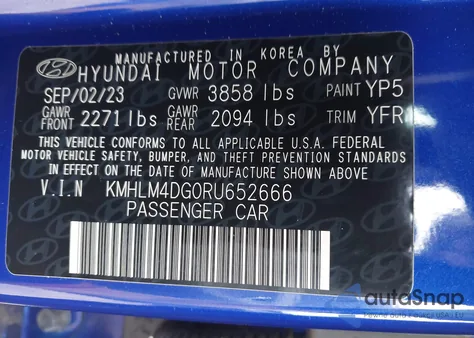 MANUFACTURED IN KOREA BY
HYUNDAI MOTOR COMPANY
SEP/02/23 GVWR 3858 lbs PAINT YP5
GAWR FRONT 2271 lbs GAWR REAR 2094 lbs TRIM YFR
THIS VEHICLE CONFORMS TO ALL APPLICABLE U.S.A. FEDERAL
MOTOR VEHICLE SAFETY, BUMPER, AND THEFT PREVENTION STANDARDS
IN EFFECT ON THE DATE OF MANUFACTURE SHOWN ABOVE
V.I.N KMHLM4DG0RU652666
PASSENGER CAR
autoSnap